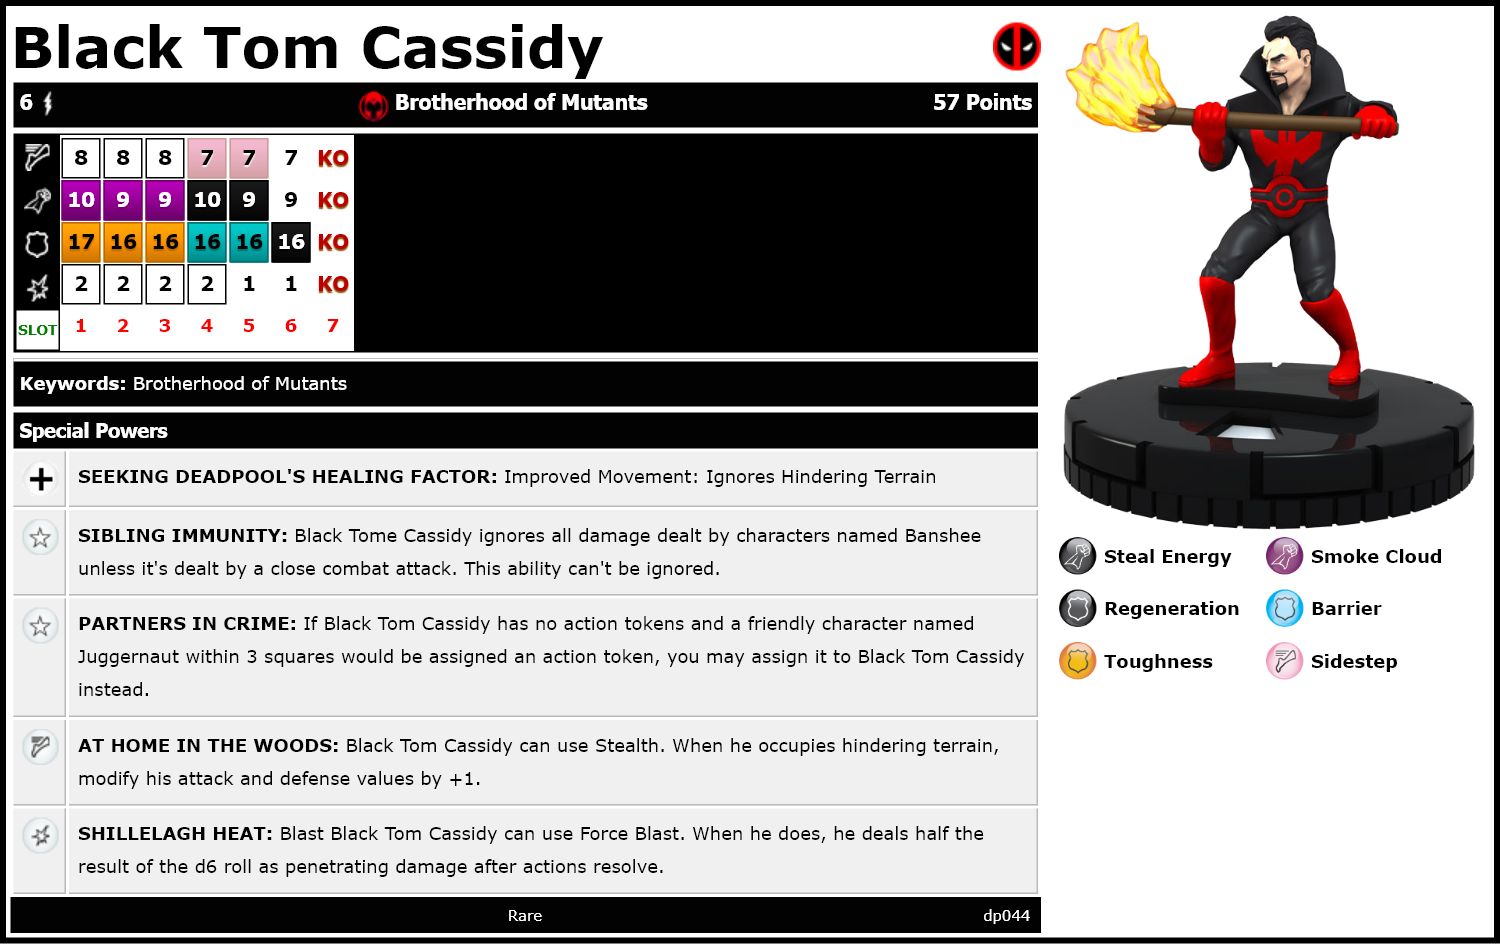 Black Tom Cassidy
6 Brotherhood of Mutants 57 Points
8 8 8 7 7 7 KO
10 9 9 10 9 9 KO
17 16 16 16 16 16 KO
2 2 2 2 1 1 KO
SLOT 1 2 3 4 5 6 7
Keywords: Brotherhood of Mutants
Special Powers
SEEKING DEADPOOL'S HEALING FACTOR: Improved Movement: Ignores Hindering Terrain
SIBLING IMMUNITY: Black Tome Cassidy ignores all damage dealt by characters named Banshee
unless it's dealt by a close combat attack. This ability can't be ignored.
PARTNERS IN CRIME: If Black Tom Cassidy has no action tokens and a friendly character named
Juggernaut within 3 squares would be assigned an action token, you may assign it to Black Tom Cassidy
instead.
AT HOME IN THE WOODS: Black Tom Cassidy can use Stealth. When he occupies hindering terrain,
modify his attack and defense values by +1.
SHILLELAGH HEAT: Blast Black Tom Cassidy can use Force Blast. When he does, he deals half the
result of the d6 roll as penetrating damage after actions resolve.
Rare dp044
Steal Energy Smoke Cloud
Regeneration Barrier
Toughness Sidestep